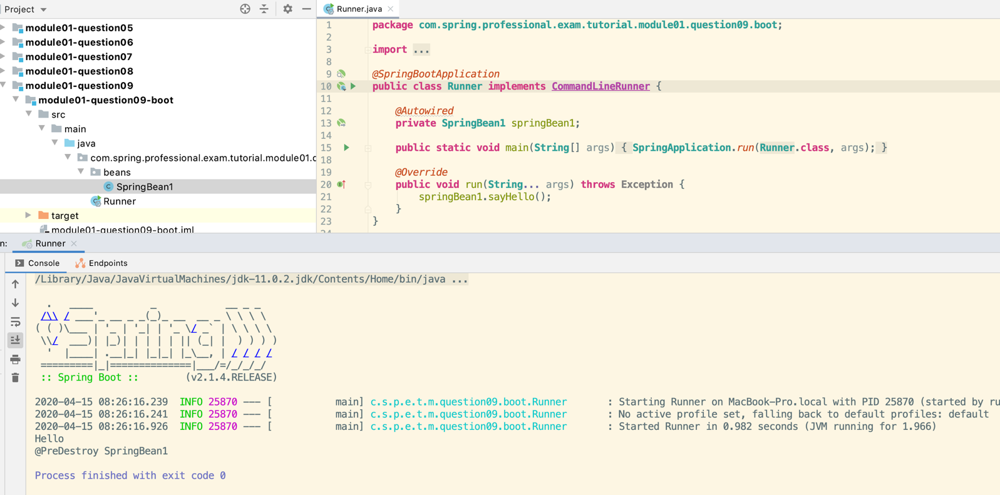 Project
Runner.java
module01-question05
module01-question06
module01-question07
module01-question08
module01-question09
module01-question09-boot
src
main
java
com.spring.professional.exam.tutorial.module01.
beans
SpringBean1
Runner
target
module01-question09-boot.iml
1 package com.spring.professional.exam.tutorial.module01.question09.boot;
2
3 import ...
8
9 @SpringBootApplication
10 public class Runner implements CommandLineRunner {
11
12 @Autowired
13 private SpringBean1 springBean1;
14
15 public static void main(String[] args) { SpringApplication.run(Runner.class, args); }
18
19 @Override
20 public void run(String... args) throws Exception {
21 springBean1.sayHello();
22 }
23 }
24
n: Runner
Console Endpoints
/Library/Java/JavaVirtualMachines/jdk-11.0.2.jdk/Contents/Home/bin/java ...
  .   ____          _            __ _ _
 /\\ / ___'_ __ _ _(_)_ __  __ _ \ \ \ \
( ( )\___ | '_ | '_| | '_ \/ _` | \ \ \ \
 \\/  ___)| |_)| | | | | || (_| |  ) ) ) )
  '  |____| .__|_| |_|_| |_\__, | / / / /
 =========|_|==============|___/=/_/_/_/
 :: Spring Boot ::        (v2.1.4.RELEASE)
2020-04-15 08:26:16.239  INFO 25870 --- [           main] c.s.p.e.t.m.question09.boot.Runner       : Starting Runner on MacBook-Pro.local with PID 25870 (started by ru
2020-04-15 08:26:16.241  INFO 25870 --- [           main] c.s.p.e.t.m.question09.boot.Runner       : No active profile set, falling back to default profiles: default
2020-04-15 08:26:16.926  INFO 25870 --- [           main] c.s.p.e.t.m.question09.boot.Runner       : Started Runner in 0.982 seconds (JVM running for 1.966)
Hello
@PreDestroy SpringBean1
Process finished with exit code 0